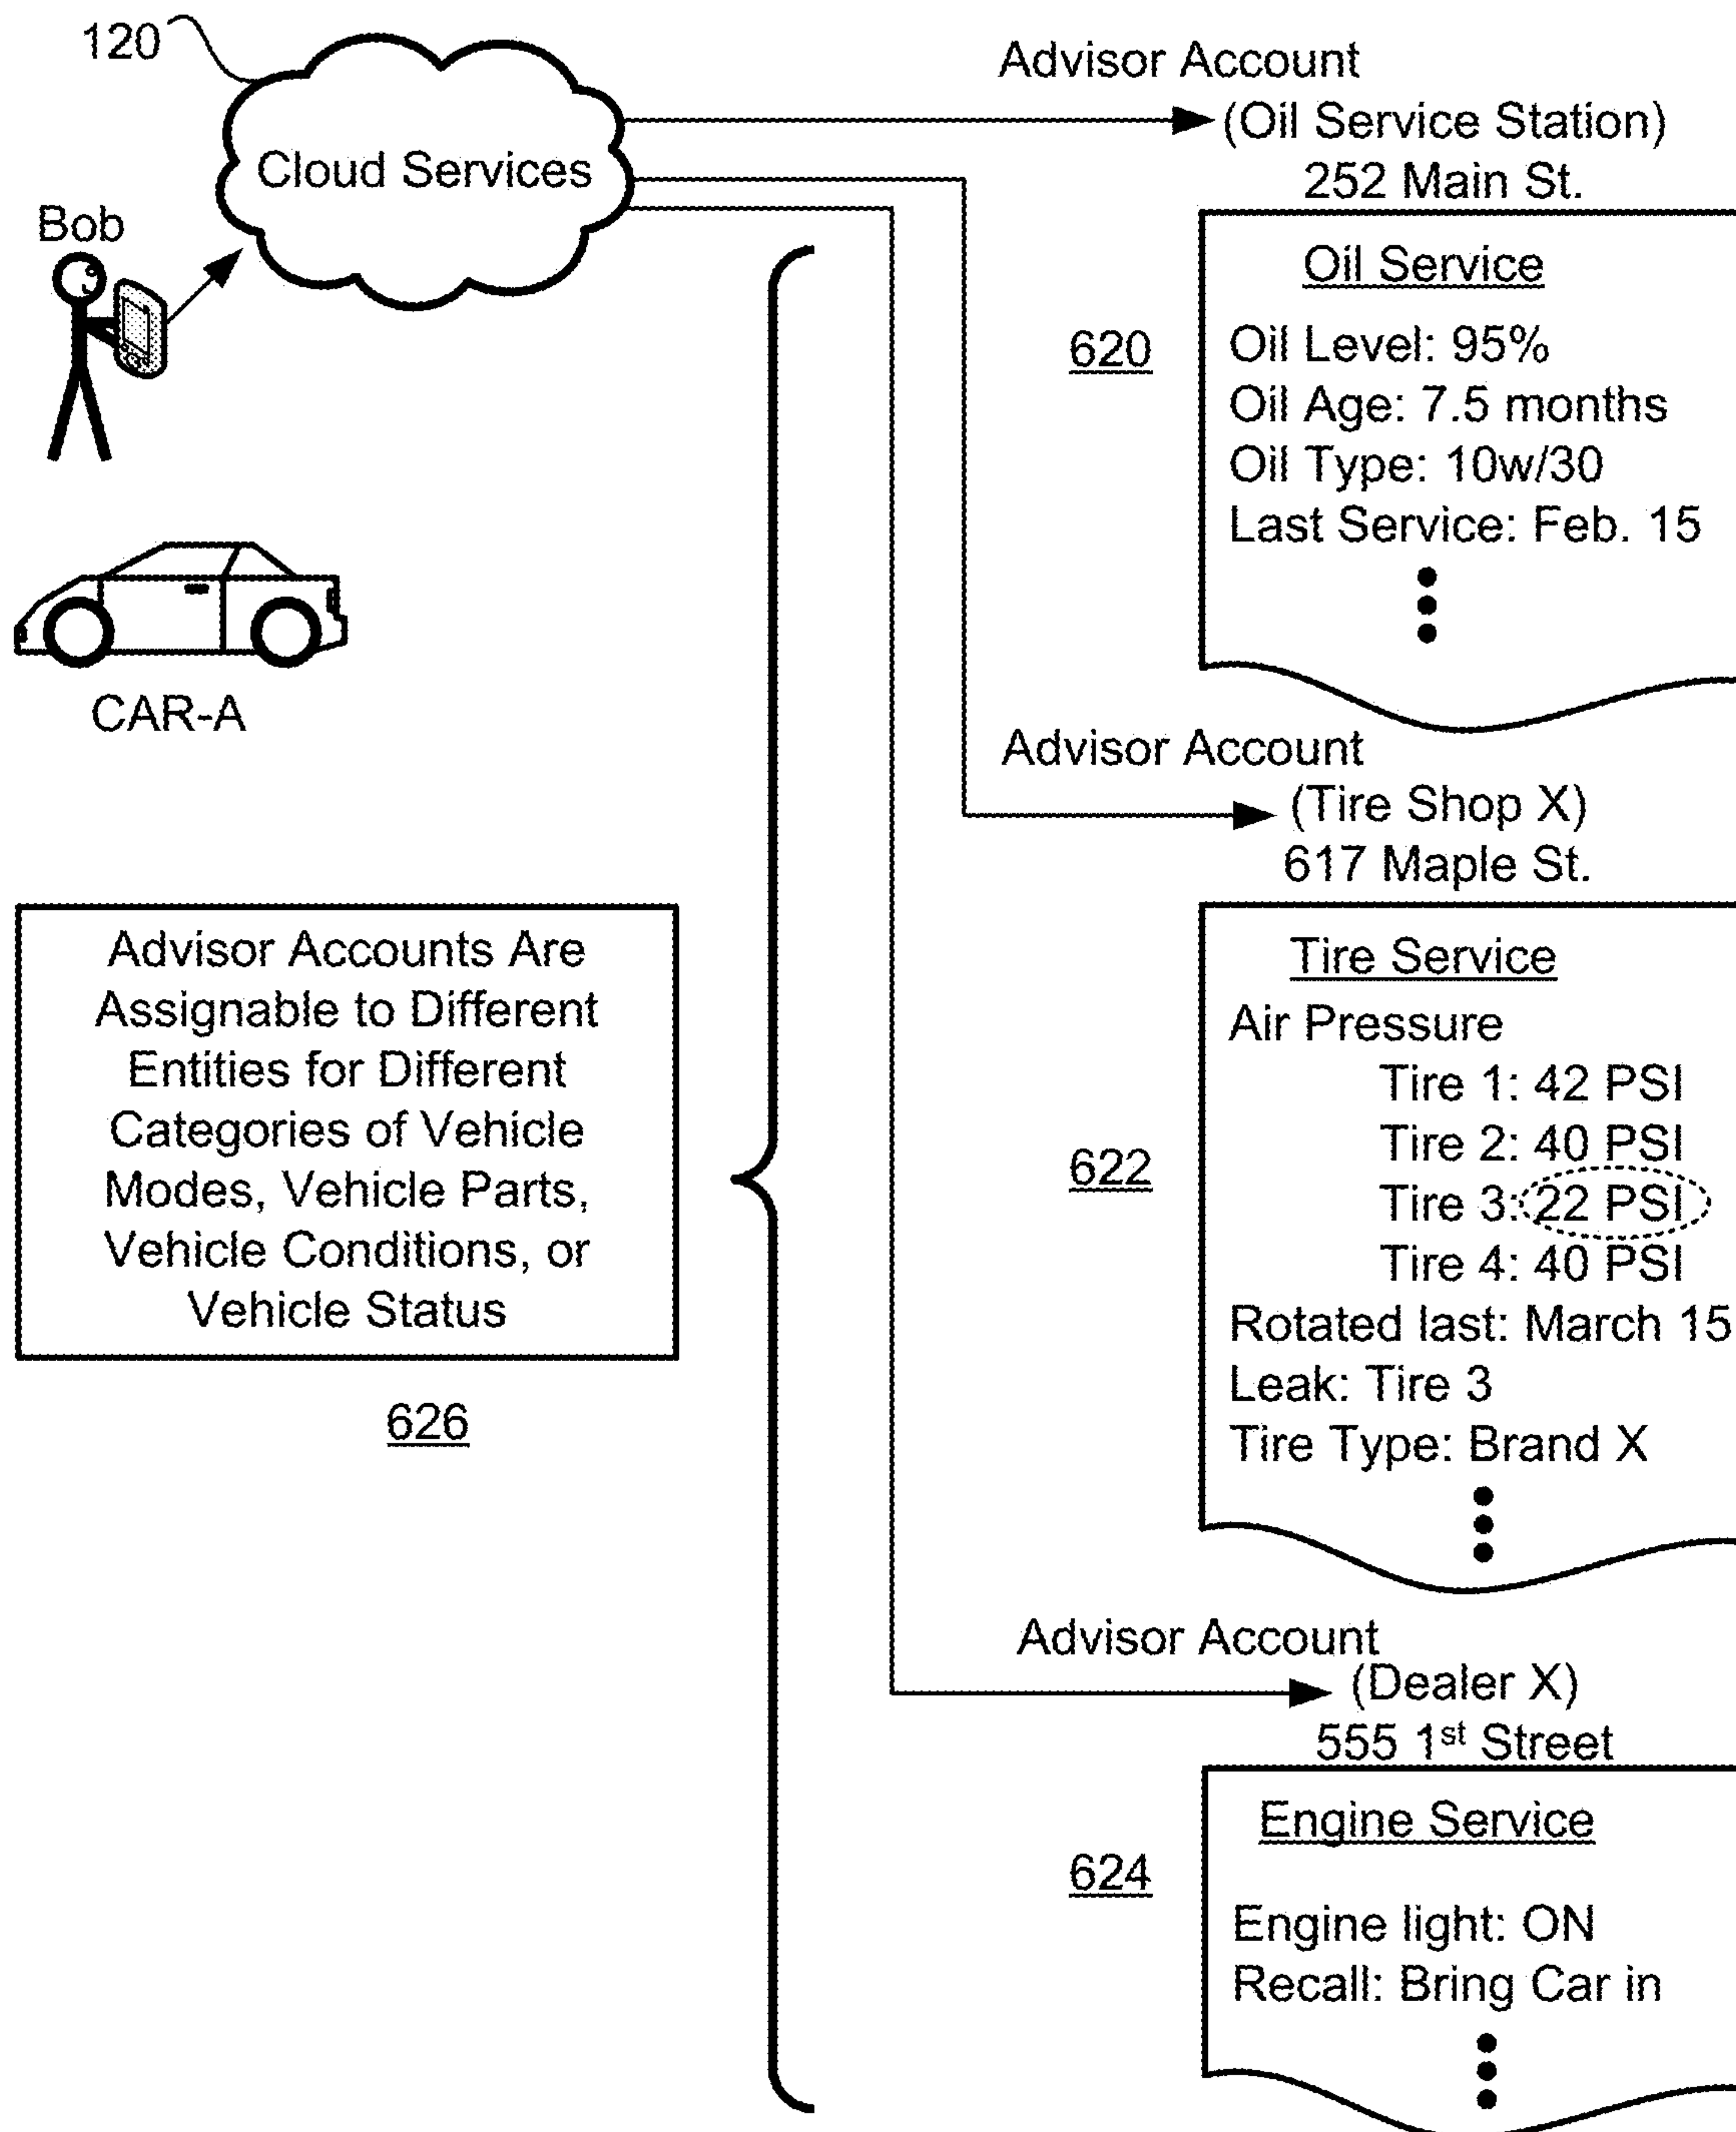 120
Cloud Services
Bob
CAR-A
Advisor Accounts Are
Assignable to Different
Entities for Different
Categories of Vehicle
Modes, Vehicle Parts,
Vehicle Conditions, or
Vehicle Status
626
Advisor Account
(Oil Service Station)
252 Main St.
620
Oil Service
Oil Level: 95%
Oil Age: 7.5 months
Oil Type: 10w/30
Last Service: Feb. 15
Advisor Account
(Tire Shop X)
617 Maple St.
622
Tire Service
Air Pressure
Tire 1: 42 PSI
Tire 2: 40 PSI
Tire 3: 22 PSI
Tire 4: 40 PSI
Rotated last: March 15
Leak: Tire 3
Tire Type: Brand X
Advisor Account
(Dealer X)
555 1st Street
624
Engine Service
Engine light: ON
Recall: Bring Car in